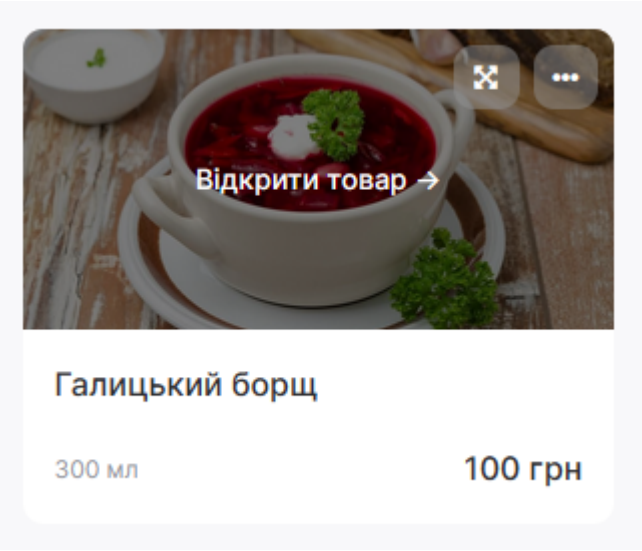 Відкрити товар →
Галицький борщ
300 мл
100 грн